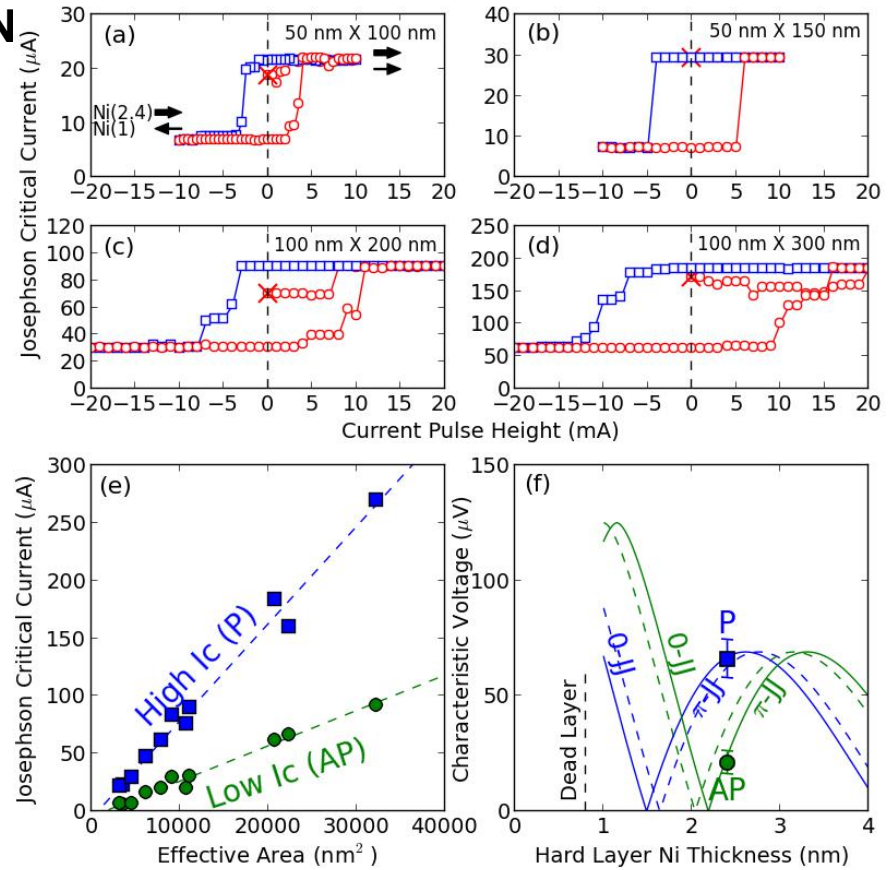 N
30
20
10
0
(a)
50 nm X 100 nm
Ni(2.4)
Ni(1)
−20 −15 −10 −5 0 5 10 15 20
40
30
20
10
0
(b)
50 nm X 150 nm
−20 −15 −10 −5 0 5 10 15 20
Josephson Critical Current (μA)
120
100
80
60
40
20
0
(c)
100 nm X 200 nm
−20 −15 −10 −5 0 5 10 15 20
250
200
150
100
50
0
(d)
100 nm X 300 nm
−20 −15 −10 −5 0 5 10 15 20
Current Pulse Height (mA)
Josephson Critical Current (μA)
300
250
200
150
100
50
0
(e)
High Ic (P)
Low Ic (AP)
0 10000 20000 30000 40000
Effective Area (nm²)
Characteristic Voltage (μV)
150
100
50
0
(f)
Dead Layer
0-JJ
0-JJ
P
π-JJ
π-JJ
AP
0 1 2 3 4
Hard Layer Ni Thickness (nm)